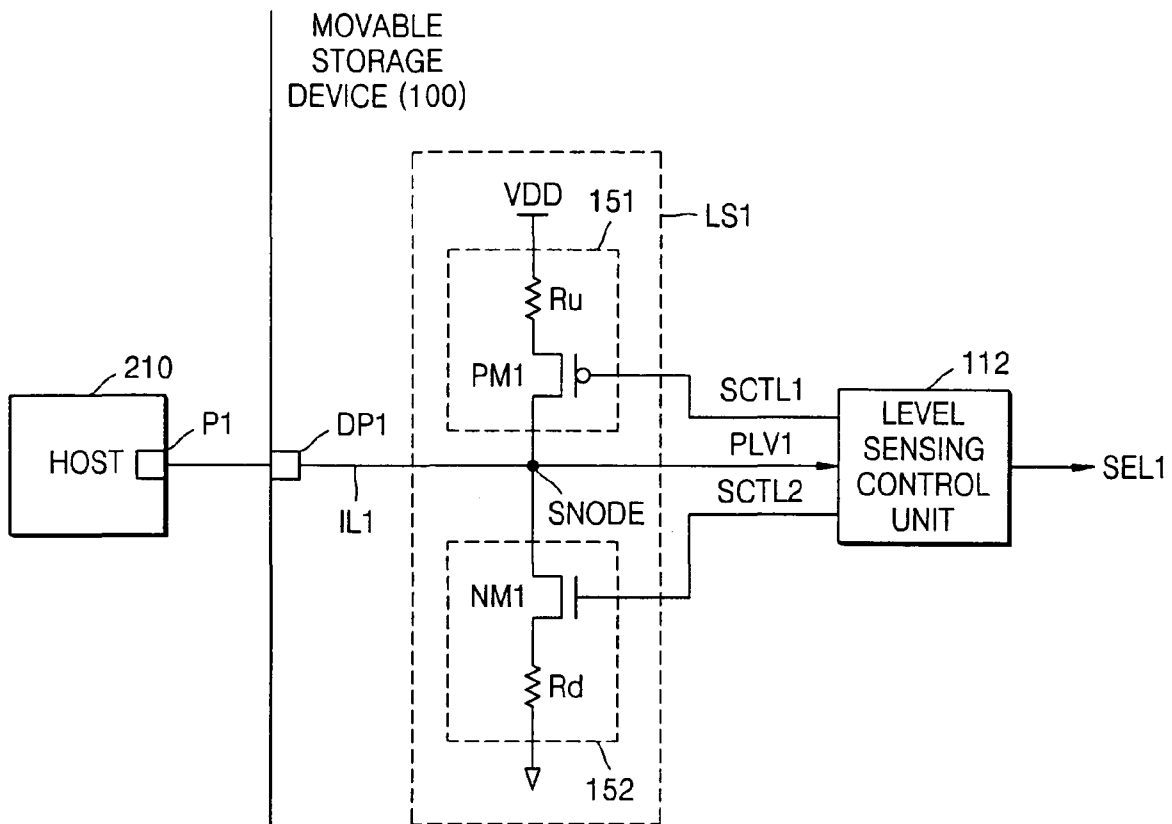 MOVABLE
STORAGE
DEVICE (100)
VDD
151
LS1
Ru
210
PM1
SCTL1
112
P1
DP1
HOST
PLV1
LEVEL
SENSING
CONTROL
UNIT
SEL1
IL1
SNODE
SCTL2
NM1
Rd
152